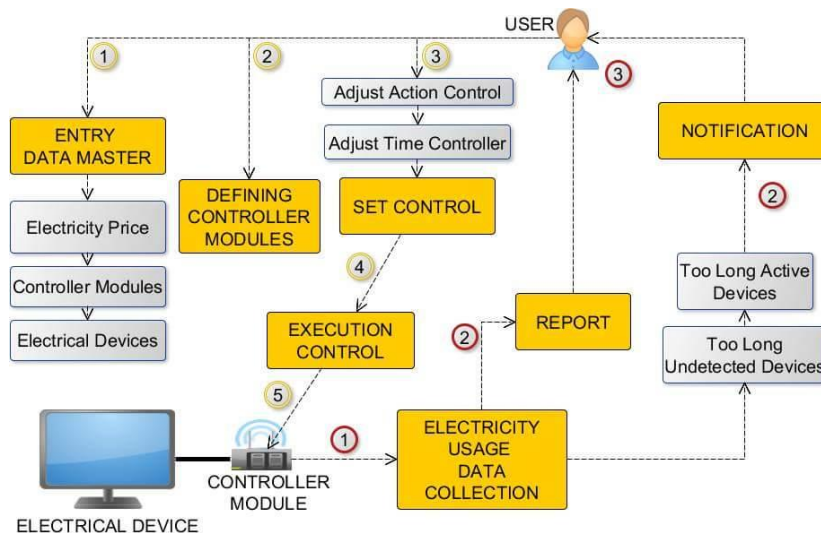 USER
1
2
3
3
Adjust Action Control
Adjust Time Controller
ENTRY
DATA MASTER
NOTIFICATION
DEFINING
CONTROLLER
MODULES
SET CONTROL
2
Electricity Price
4
Too Long Active
Devices
Controller Modules
Electrical Devices
EXECUTION
CONTROL
REPORT
2
Too Long
Undetected Devices
5
1
ELECTRICITY
USAGE
DATA
COLLECTION
CONTROLLER
MODULE
ELECTRICAL DEVICE